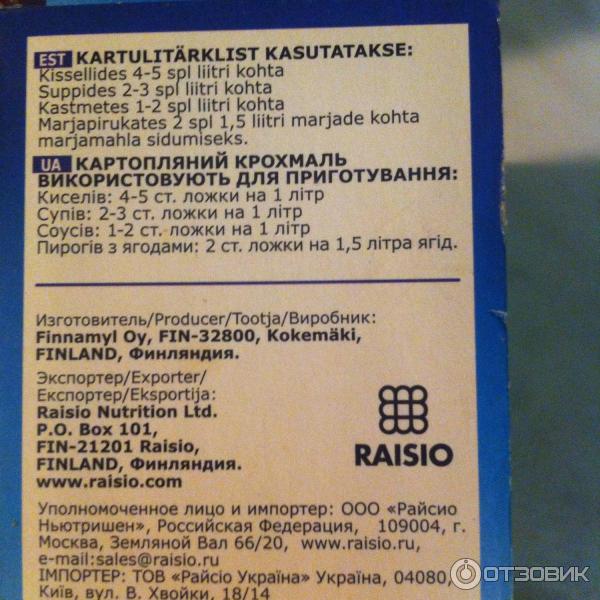 EST KARTULITÄRKLIST KASUTATAKSE:
Kissellides 4-5 spl liitri kohta
Suppides 2-3 spl liitri kohta
Kastmetes 1-2 spl liitri kohta
Marjapirukates 2 spl 1,5 liitri marjade kohta
marjamahla sidumiseks.
UA КАРТОПЛЯНИЙ КРОХМАЛЬ
ВИКОРИСТОВУЮТЬ ДЛЯ ПРИГОТУВАННЯ:
Киселів: 4-5 ст. ложки на 1 літр
Супів: 2-3 ст. ложки на 1 літр
Соусів: 1-2 ст. ложки на 1 літр
Пирогів з ягодами: 2 ст. ложки на 1,5 літра ягід.
Изготовитель/Producer/Tootja/Виробник:
Finnamyl Oy, FIN-32800, Kokemäki,
FINLAND, Финляндия.
Экспортер/Exporter/
Експортер/Eksportija:
Raisio Nutrition Ltd.
P.O. Box 101,
FIN-21201 Raisio,
FINLAND, Финляндия
www.raisio.com
RAISIO
Уполномоченное лицо и импортер: ООО «Райсио
Ньютришен», Российская Федерация, 109004, г.
Москва, Земляной Вал 66/20, www.raisio.ru,
e-mail:sales@raisio.ru
ІМПОРТЕР: ТОВ «Райсіо Україна» Україна, 04080,
Київ, вул. В. Хвойки, 18/14
ОТЗОВИК